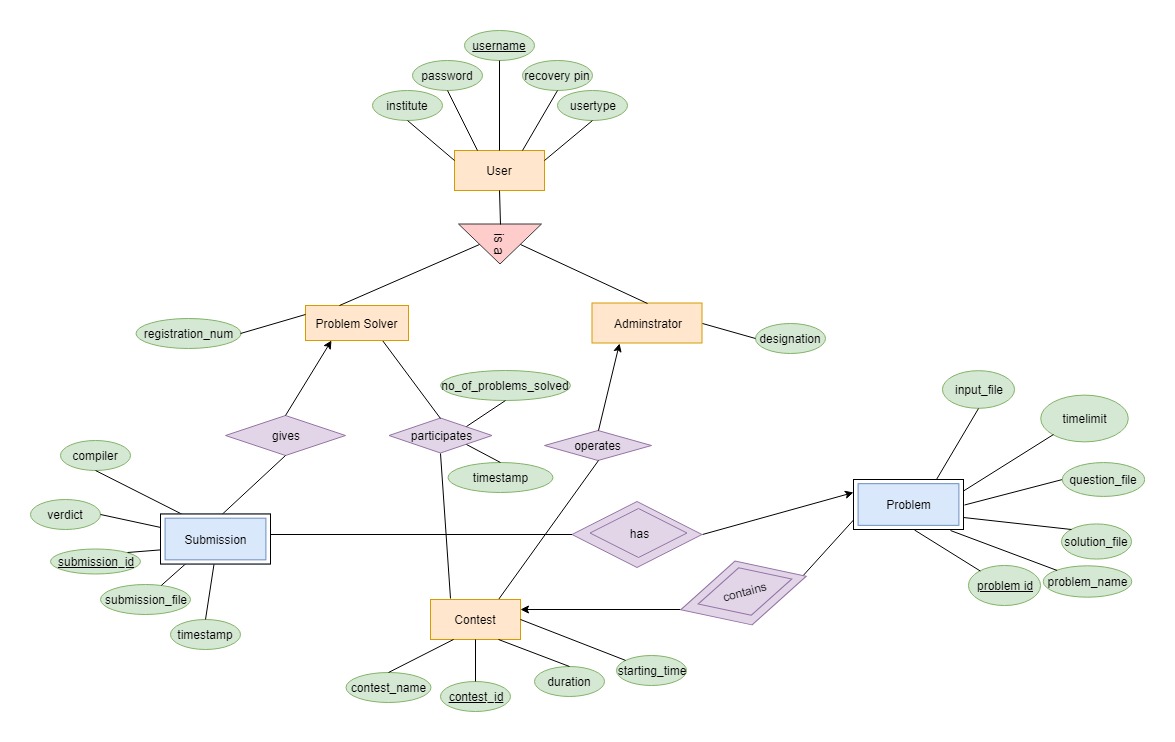 username
password
recovery pin
institute
usertype
User
is a
Problem Solver
Adminstrator
registration_num
designation
no_of_problems_solved
input_file
timelimit
gives
participates
operates
compiler
timestamp
question_file
verdict
Problem
Submission
has
solution_file
submission_id
problem id
problem_name
submission_file
contains
timestamp
Contest
starting_time
contest_name
contest_id
duration